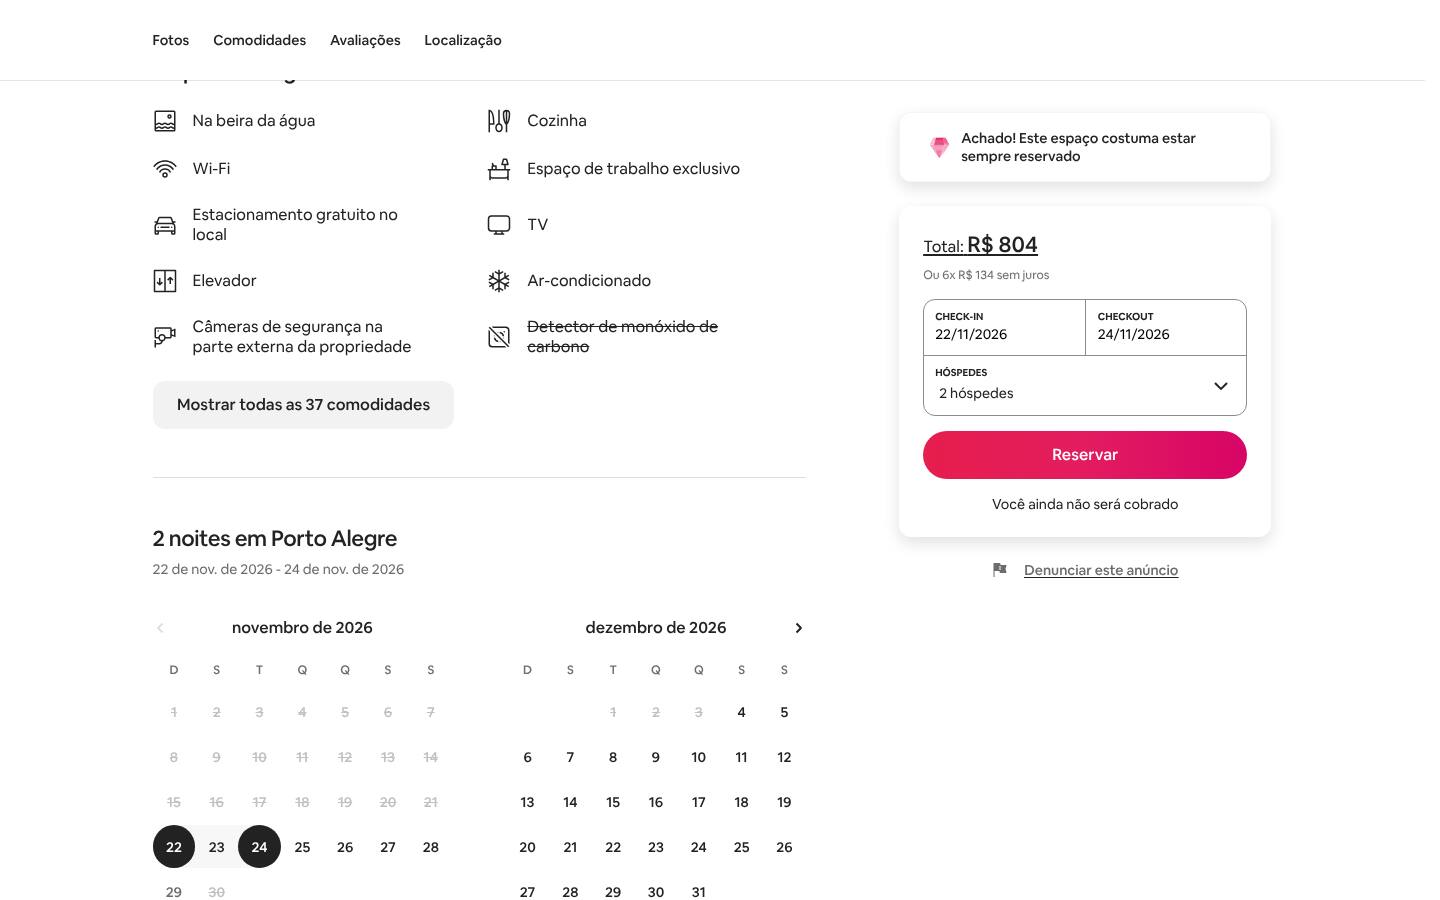 Fotos Comodidades Avaliações Localização
Na beira da água
Cozinha
Wi-Fi
Espaço de trabalho exclusivo
Estacionamento gratuito no
local
TV
Elevador
Ar-condicionado
Câmeras de segurança na
parte externa da propriedade
Detector de monóxido de
carbono
Mostrar todas as 37 comodidades
2 noites em Porto Alegre
22 de nov. de 2026 - 24 de nov. de 2026
novembro de 2026
D S T Q Q S S
1 2 3 4 5 6 7
8 9 10 11 12 13 14
15 16 17 18 19 20 21
22 23 24 25 26 27 28
29 30
dezembro de 2026
D S T Q Q S S
1 2 3 4 5
6 7 8 9 10 11 12
13 14 15 16 17 18 19
20 21 22 23 24 25 26
27 28 29 30 31
Achado! Este espaço costuma estar
sempre reservado
Total: R$ 804
Ou 6x R$ 134 sem juros
CHECK-IN
22/11/2026
CHECKOUT
24/11/2026
HÓSPEDES
2 hóspedes
Reservar
Você ainda não será cobrado
Denunciar este anúncio